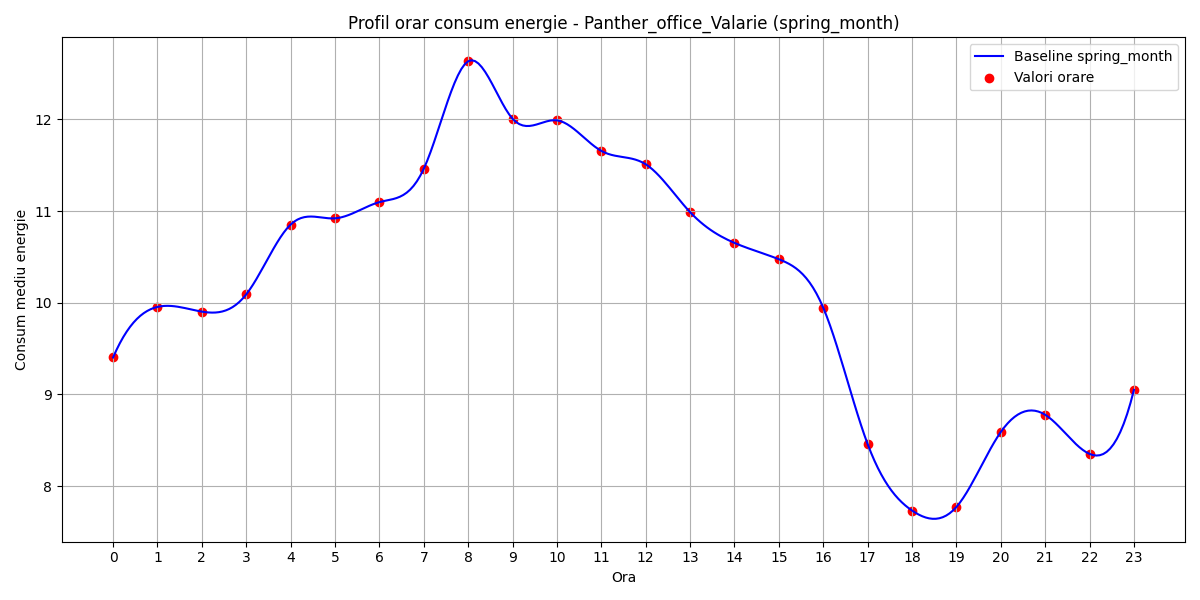 Profil orar consum energie - Panther_office_Valarie (spring_month)
Baseline spring_month
Valori orare
Consum mediu energie
12
11
10
9
8
0 1 2 3 4 5 6 7 8 9 10 11 12 13 14 15 16 17 18 19 20 21 22 23
Ora